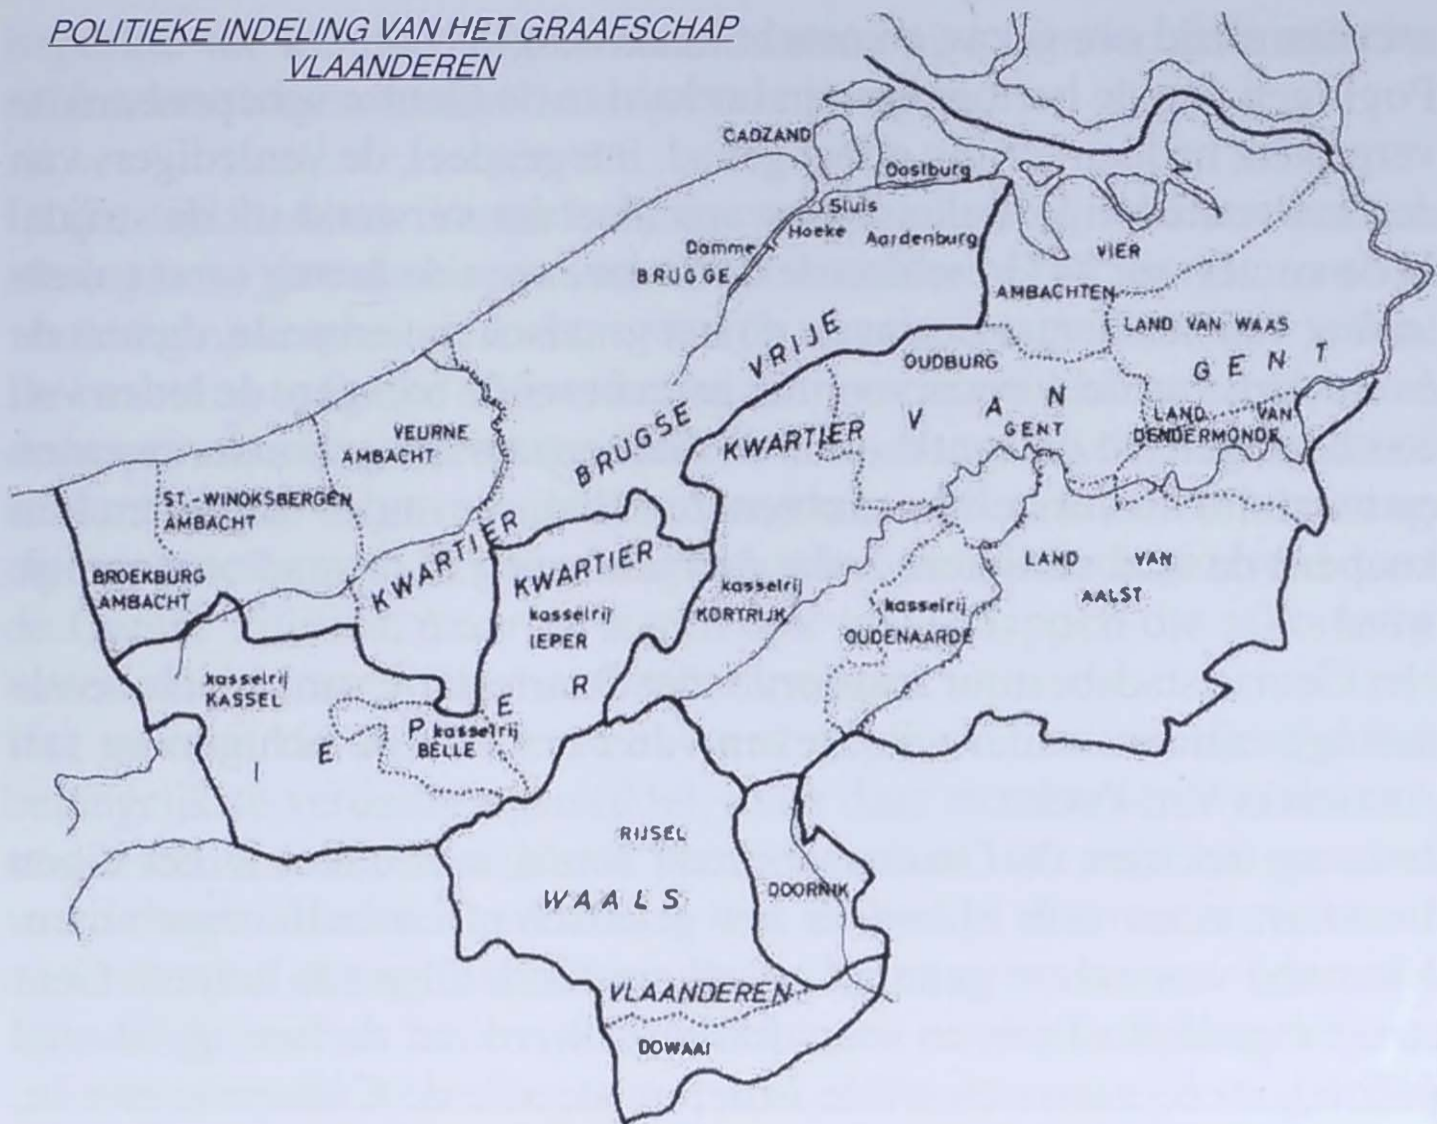 POLITIEKE INDELING VAN HET GRAAFSCHAP
VLAANDEREN
CADZAND
Oostburg
Sluis
Hoeke
Aardenburg
Damme
BRUGGE
VIER
AMBACHTEN
LAND VAN WAAS
OUDBURG
GENT
LAND VAN
DENDERMONDE
KWARTIER VAN GENT
KWARTIER BRUGSE VRIJE
VEURNE
AMBACHT
ST.-WINOKSBERGEN
AMBACHT
BROEKBURG
AMBACHT
KWARTIER
kasselrij
IEPER
IEPER
kasselrij
KORTRIJK
kasselrij
OUDENAARDE
LAND VAN
AALST
kasselrij
KASSEL
kasselrij
BELLE
RIJSEL
WAALS
DOORNIK
VLAANDEREN
DOWAAI